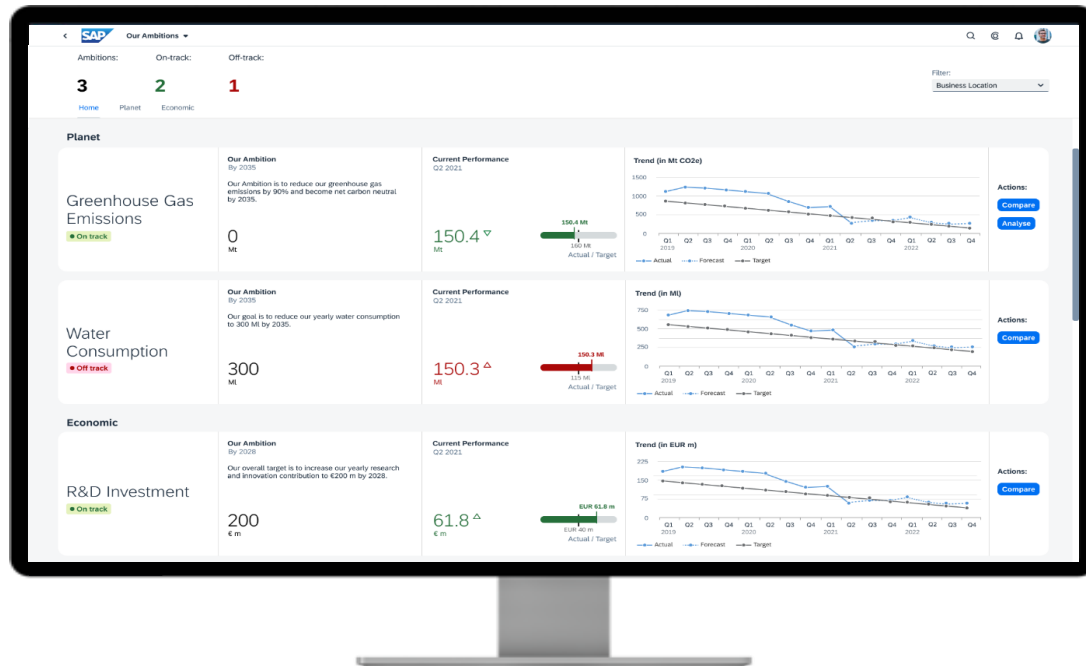 SAP Our Ambitions
Ambitions: On-track: Off-track:
3 2 1
Filter:
Business Location
Home Planet Economic
Planet
Greenhouse Gas
Emissions
On track
Our Ambition
By 2035
Our Ambition is to reduce our greenhouse gas
emissions by 90% and become net carbon neutral
by 2035.
0
Mt
Current Performance
Q2 2021
150.4
Mt
150.4 Mt
160 Mt
Actual / Target
Trend (in Mt CO2e)
1500
1000
500
0
Q1 Q2 Q3 Q4 Q1 Q2 Q3 Q4 Q1 Q2 Q3 Q4 Q1 Q2 Q3 Q4
2019 2020 2021 2022
Actual Forecast Target
Actions:
Compare
Analyse
Water
Consumption
Off track
Our Ambition
By 2035
Our goal is to reduce our yearly water consumption
to 300 Ml by 2035.
300
Ml
Current Performance
Q2 2021
150.3
Ml
150.3 Ml
115 Ml
Actual / Target
Trend (in Ml)
750
500
250
0
Q1 Q2 Q3 Q4 Q1 Q2 Q3 Q4 Q1 Q2 Q3 Q4 Q1 Q2 Q3 Q4
2019 2020 2021 2022
Actual Forecast Target
Actions:
Compare
Economic
R&D Investment
On track
Our Ambition
By 2028
Our overall target is to increase our yearly research
and innovation contribution to €200 m by 2028.
200
€ m
Current Performance
Q2 2021
61.8
€ m
EUR 61.8 m
EUR 40 m
Actual / Target
Trend (in EUR m)
225
150
75
0
Q1 Q2 Q3 Q4 Q1 Q2 Q3 Q4 Q1 Q2 Q3 Q4 Q1 Q2 Q3 Q4
2019 2020 2021 2022
Actual Forecast Target
Actions:
Compare